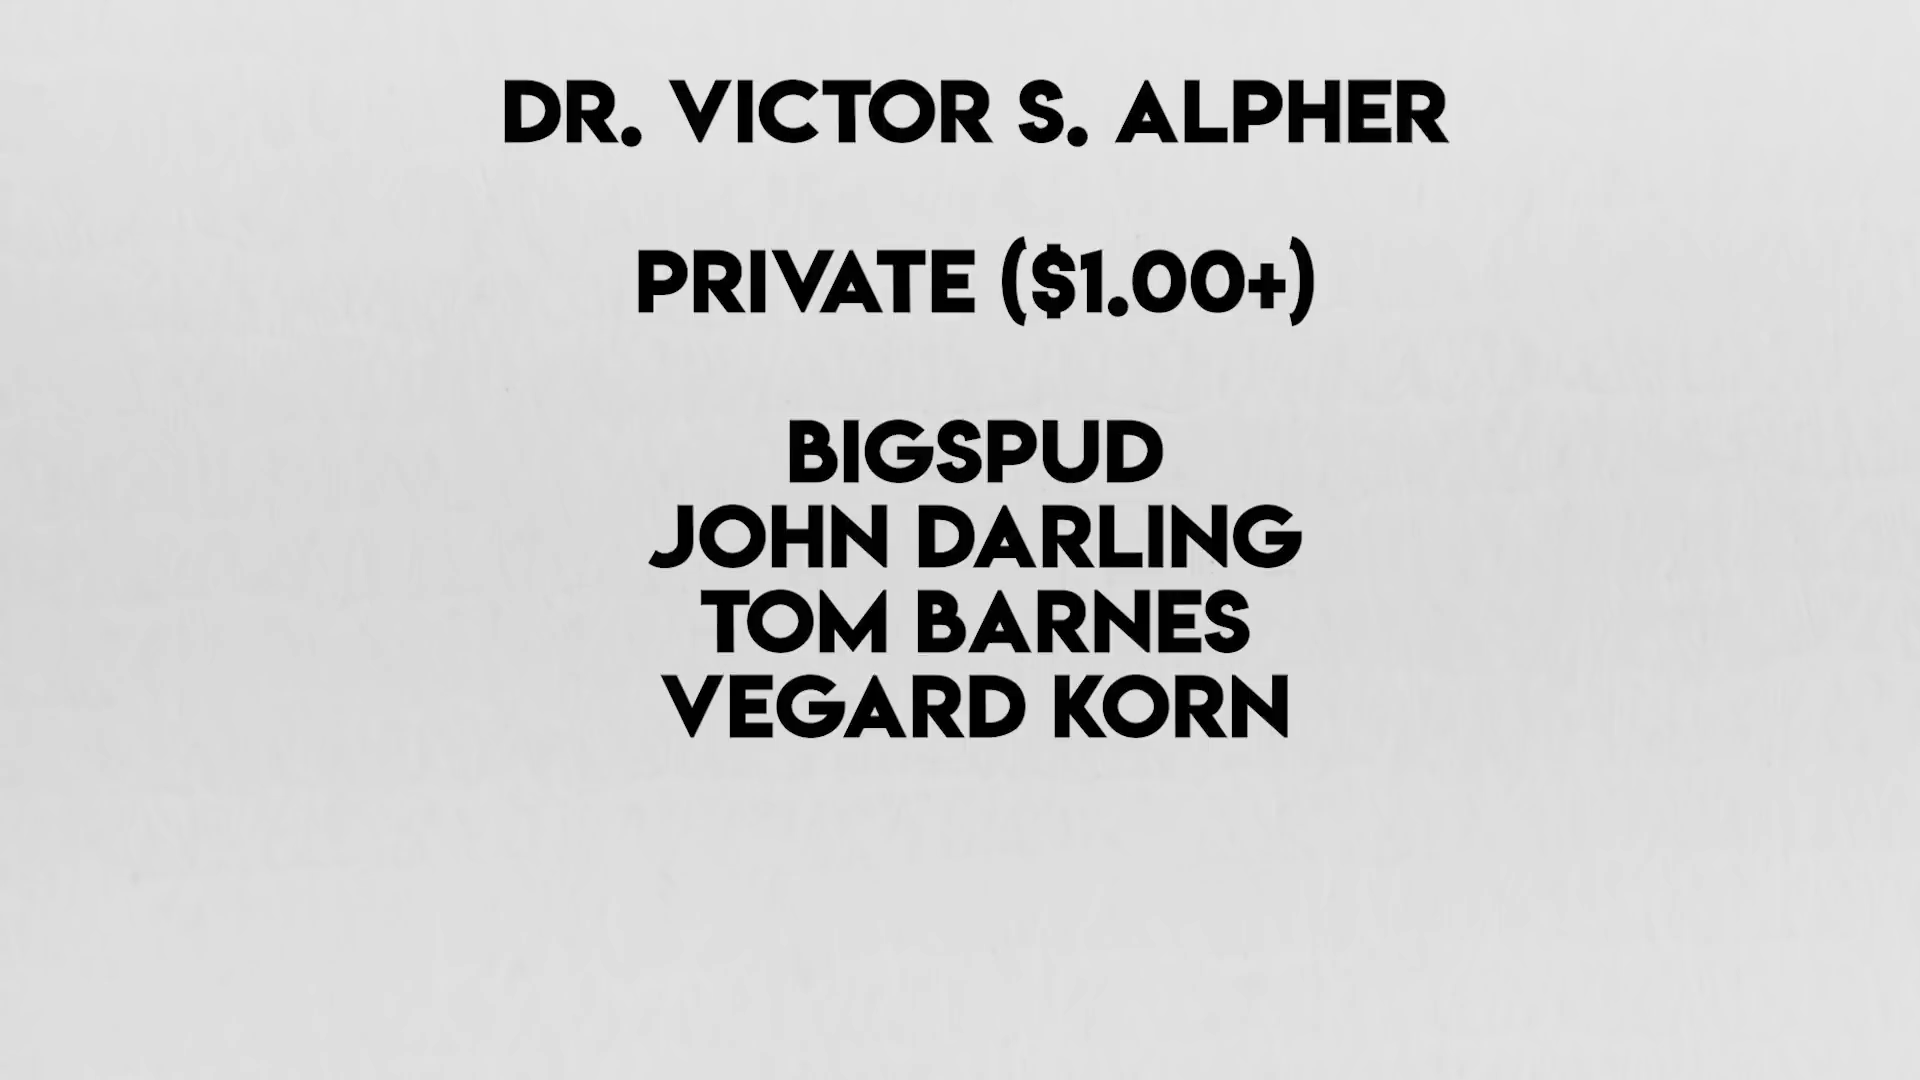 DR. VICTOR S. ALPHER
PRIVATE ($1.00+)
BIGSPUD
JOHN DARLING
TOM BARNES
VEGARD KORN